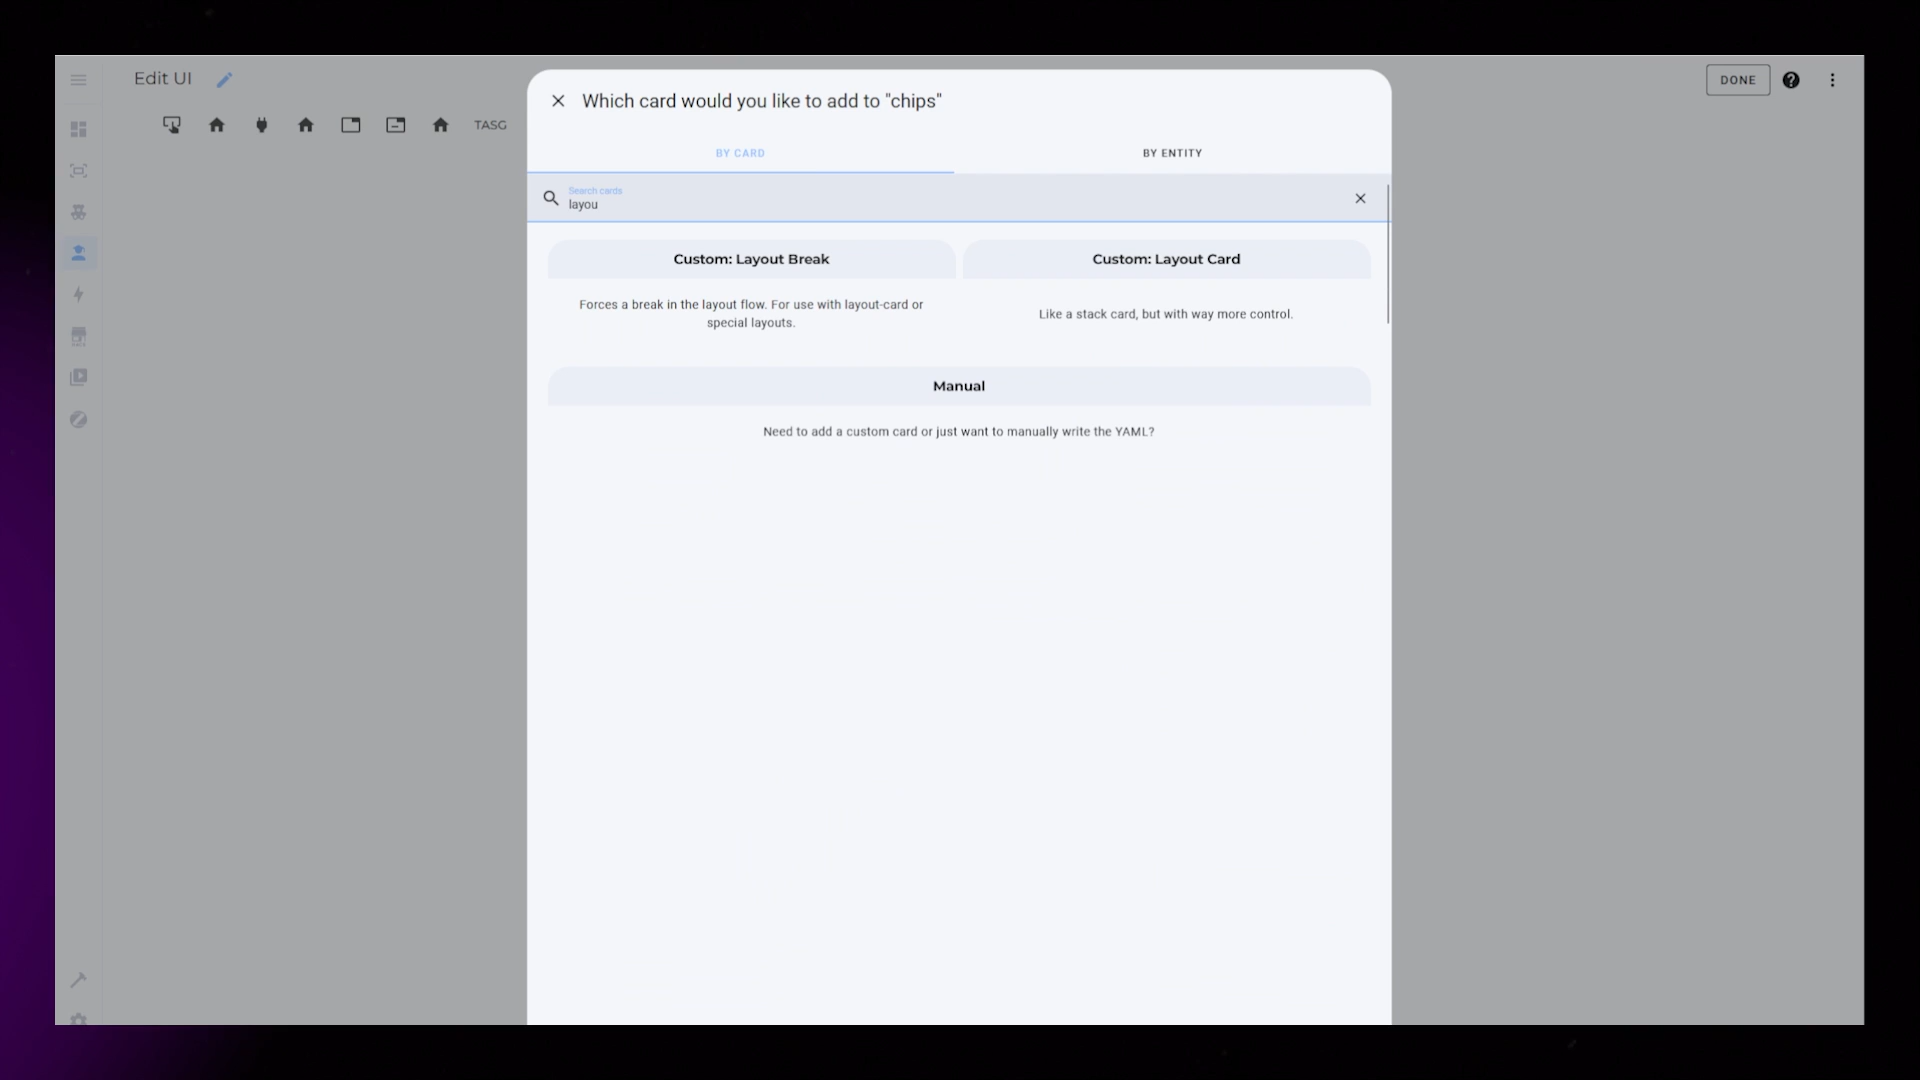 Edit UI
DONE
TASG
Which card would you like to add to "chips"
BY CARD
BY ENTITY
Search cards
layou
Custom: Layout Break
Forces a break in the layout flow. For use with layout-card or
special layouts.
Custom: Layout Card
Like a stack card, but with way more control.
Manual
Need to add a custom card or just want to manually write the YAML?